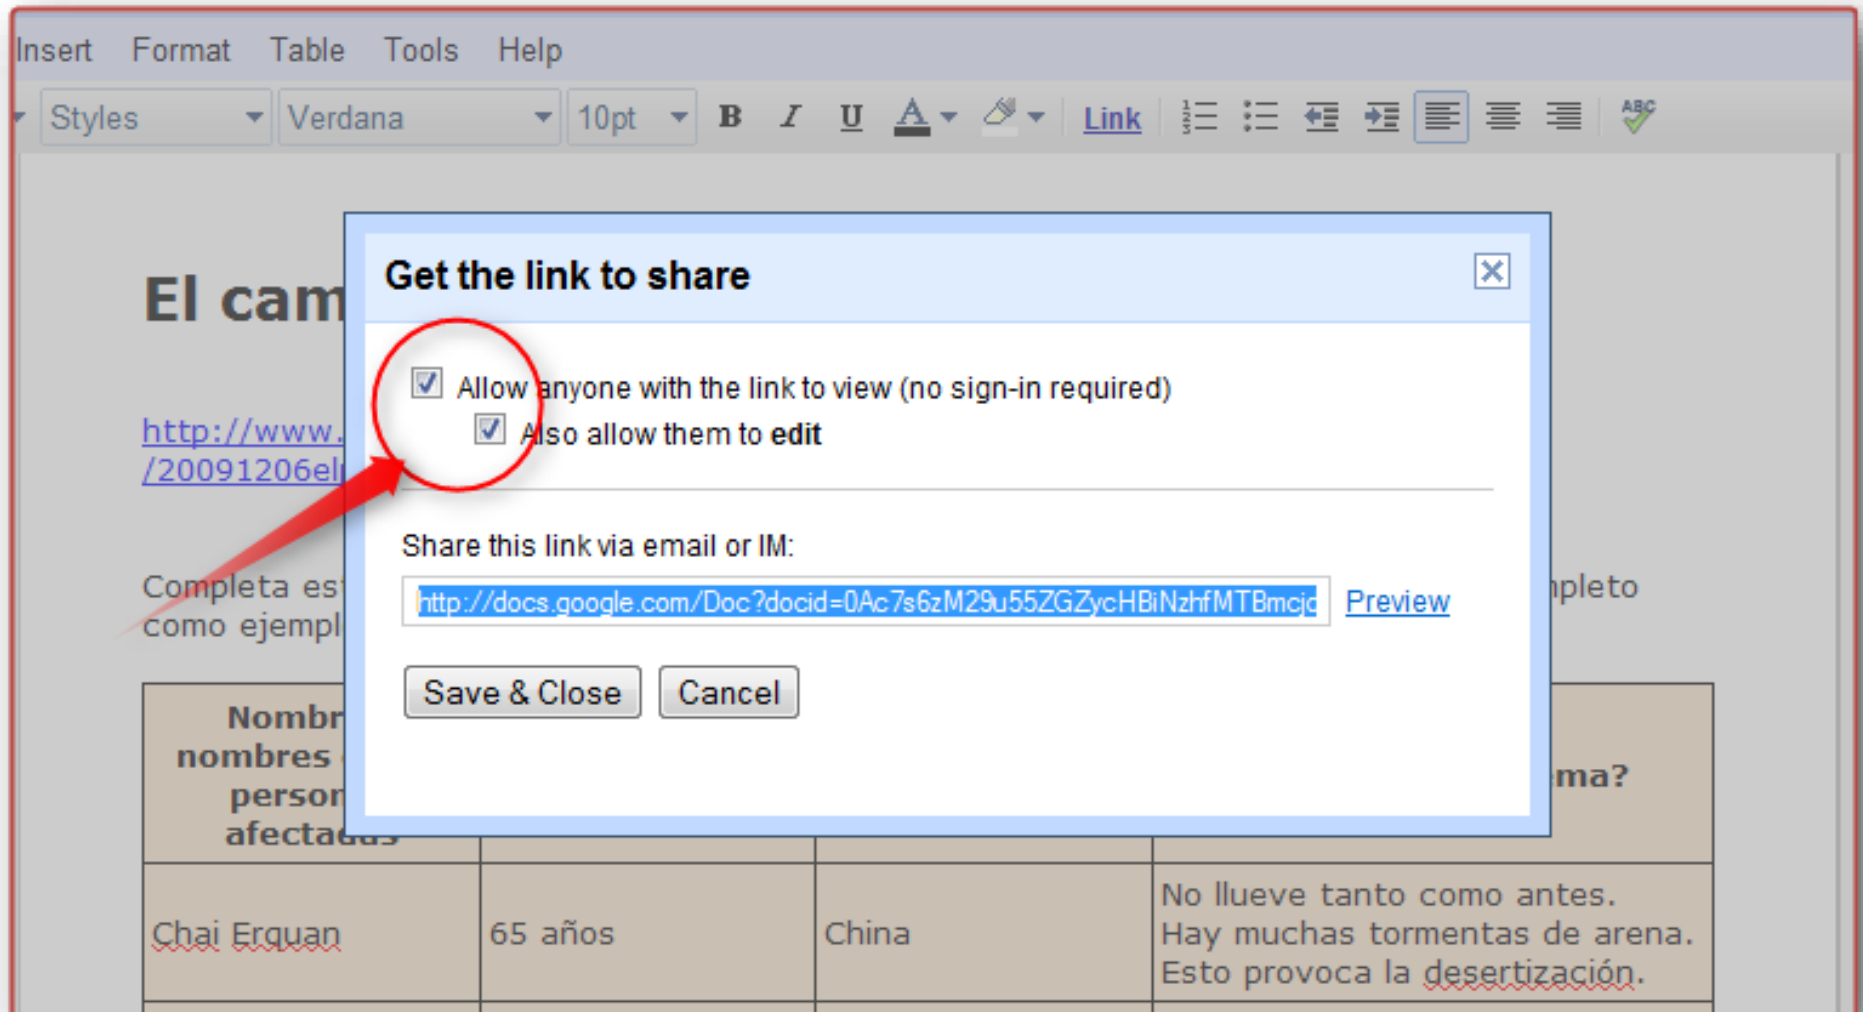 Insert Format Table Tools Help
Styles Verdana 10pt B I U A Link ABC
El cam
Get the link to share
Allow anyone with the link to view (no sign-in required)
Also allow them to edit
http://www.
/20091206el
Share this link via email or IM:
http://docs.google.com/Doc?docid=0Ac7s6zM29u55ZGZycHBiNzhfMTBmcjc Preview
Completa es
mpleto
como ejempl
Save & Close Cancel
Nombr
nombres
person
afectadas
ma?
Chai Erquan
65 años
China
No llueve tanto como antes.
Hay muchas tormentas de arena.
Esto provoca la desertización.